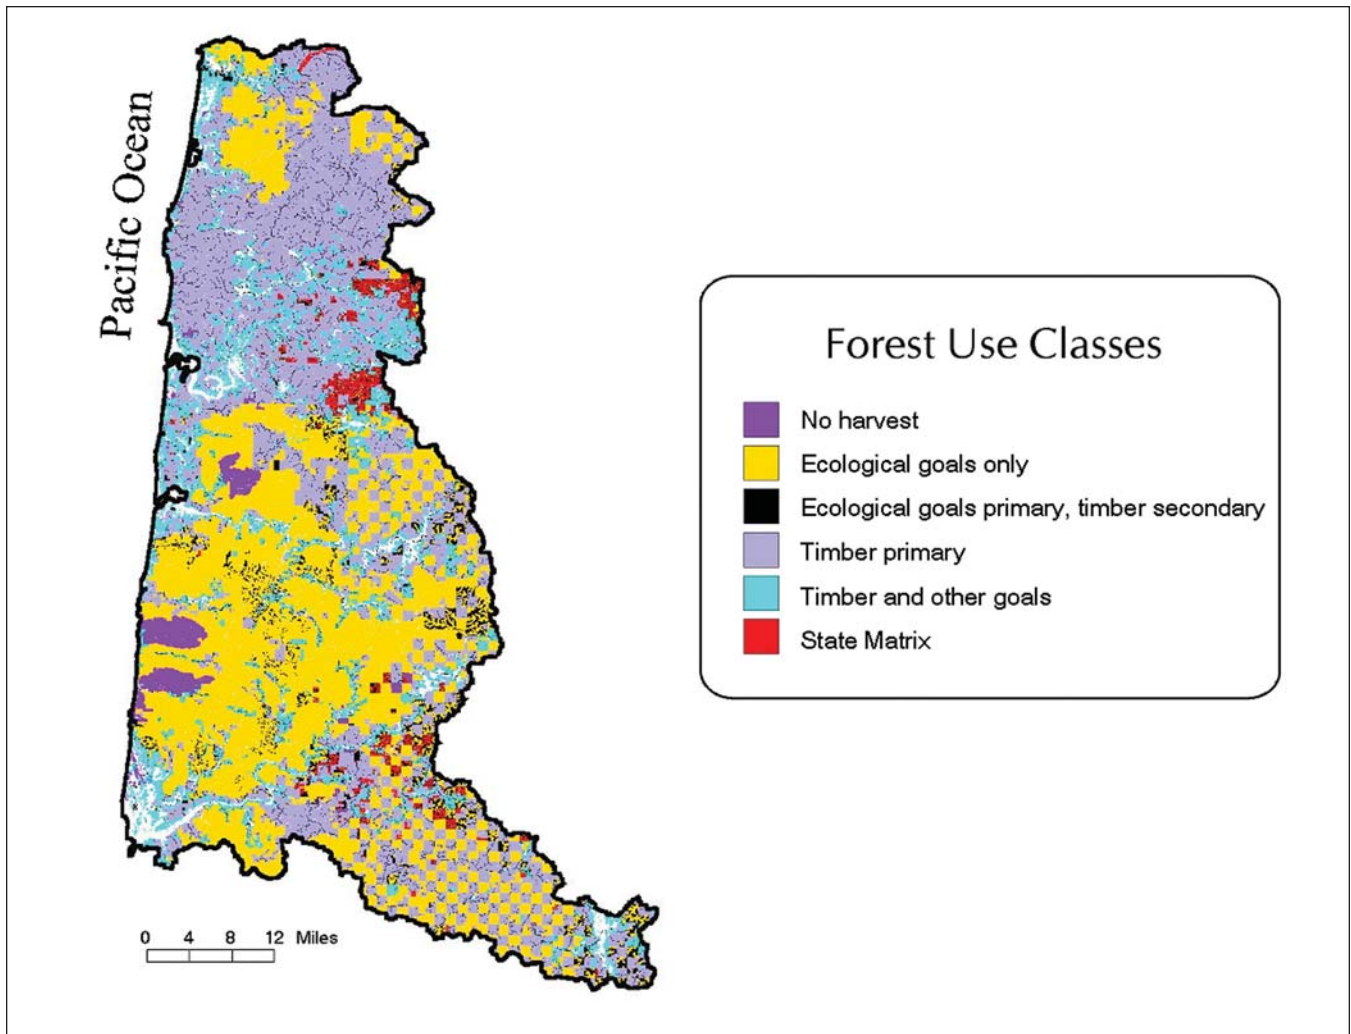 Pacific Ocean
Forest Use Classes
No harvest
Ecological goals only
Ecological goals primary, timber secondary
Timber primary
Timber and other goals
State Matrix
0 4 8 12 Miles